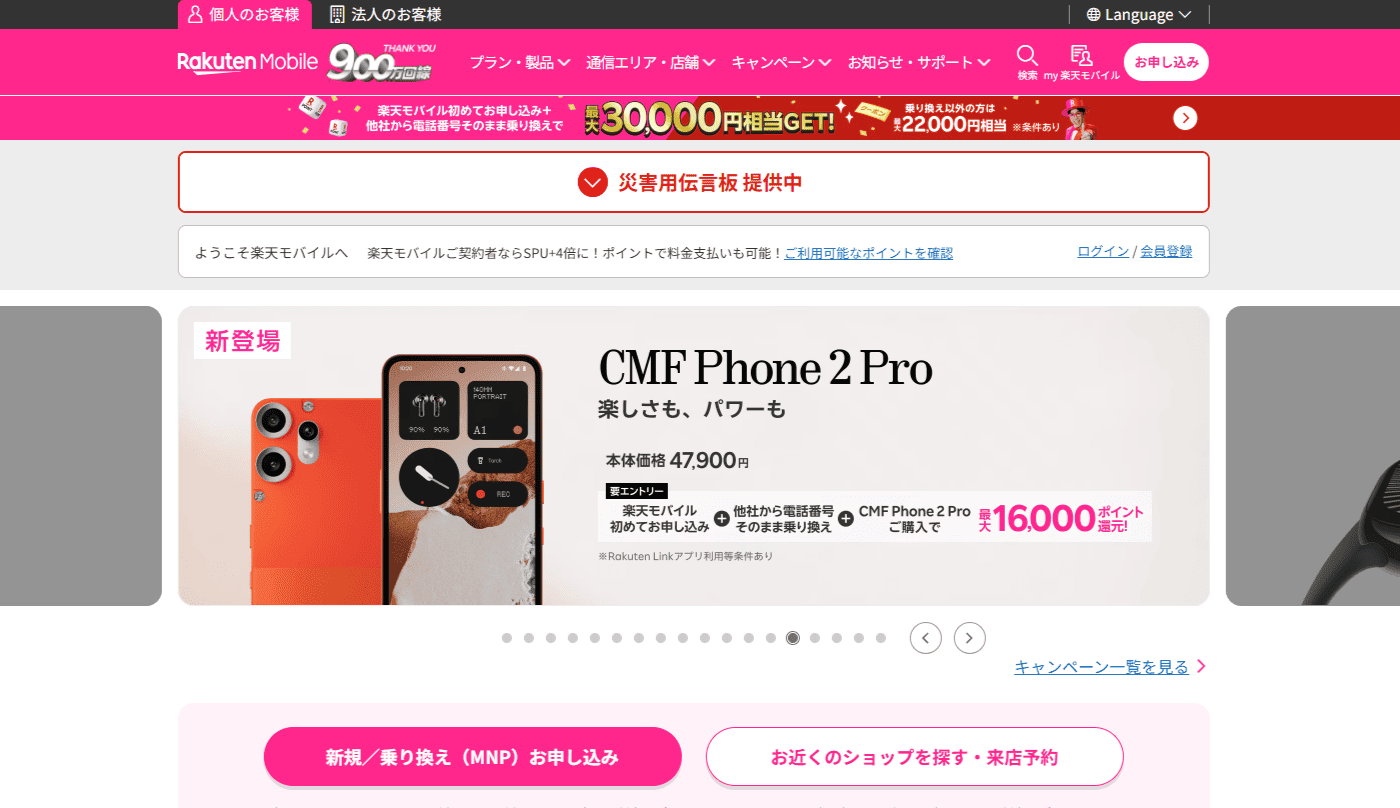 個人のお客様
法人のお客様
Language
Rakuten Mobile
THANK YOU
900万回線
プラン・製品
通信エリア・店舗
キャンペーン
お知らせ・サポート
検索
my 楽天モバイル
お申し込み
楽天モバイル初めてお申し込み＋
他社から電話番号そのまま乗り換えで
最大30,000円相当GET!
クーポン
乗り換え以外の方は
最大22,000円相当 ※条件あり
災害用伝言板 提供中
ようこそ楽天モバイルへ
楽天モバイルご契約者ならSPU+4倍に！ポイントで料金支払いも可能！ご利用可能なポイントを確認
ログイン / 会員登録
新登場
CMF Phone 2 Pro
楽しさも、パワーも
本体価格 47,900円
要エントリー
楽天モバイル
初めてお申し込み
+
他社から電話番号
そのまま乗り換え
+
CMF Phone 2 Pro
ご購入で
最大16,000ポイント還元!
※Rakuten Linkアプリ利用等条件あり
140MM
PORTRAIT
90% 90%
A1
Torch
REC
キャンペーン一覧を見る
新規／乗り換え（MNP）お申し込み
お近くのショップを探す・来店予約